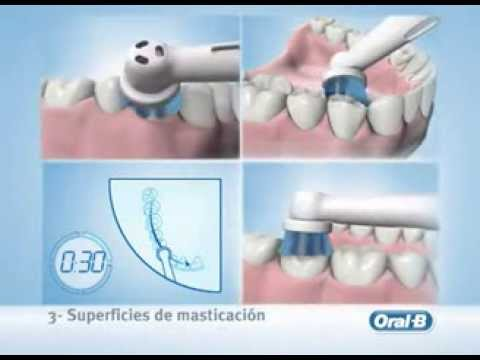 0:30
3- Superficies de masticación
Oral-B